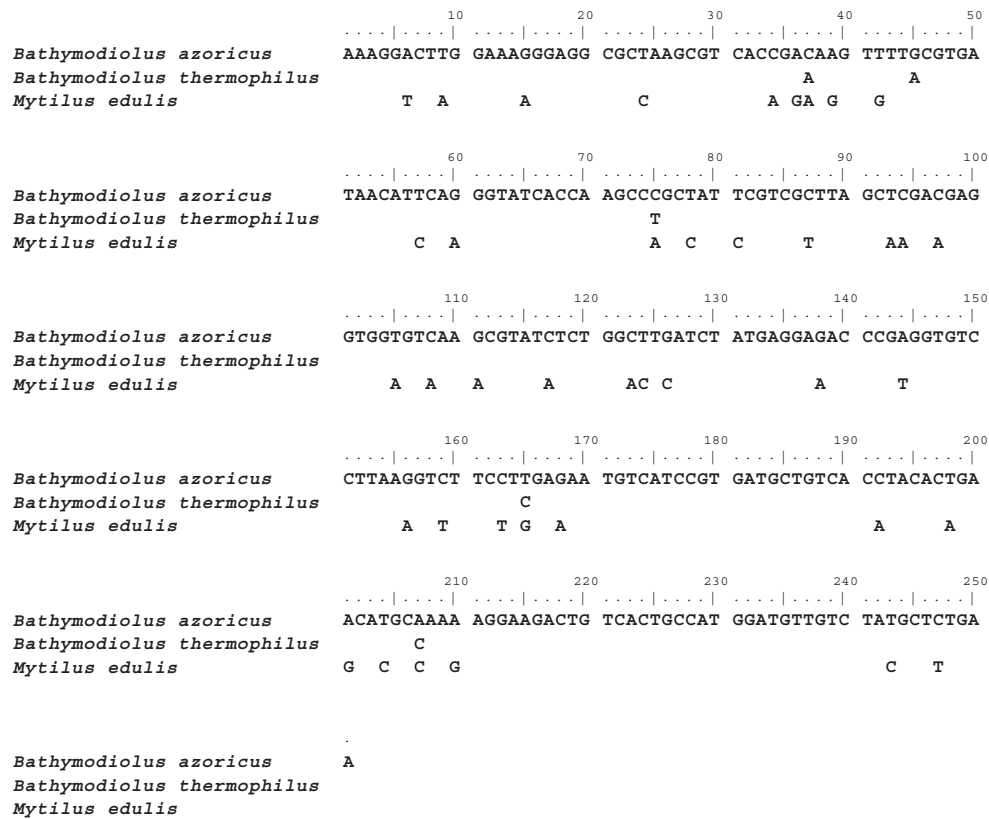 10 20 30 40 50
. . . . | . . . . | . . . . | . . . . | . . . . | . . . . | . . . . | . . . . | . . . . | . . . . |
Bathymodiolus azoricus AAAGGACTTG GAAAGGGAGG CGCTAAGCGT CACCGACAAG TTTTGCGTGA
Bathymodiolus thermophilus A A
Mytilus edulis T A A C A GA G G
60 70 80 90 100
. . . . | . . . . | . . . . | . . . . | . . . . | . . . . | . . . . | . . . . | . . . . | . . . . |
Bathymodiolus azoricus TAACATTCAG GGTATCACCA AGCCCGCTAT TCGTCGCTTA GCTCGACGAG
Bathymodiolus thermophilus T
Mytilus edulis C A A C C T AA C
110 120 130 140 150
. . . . | . . . . | . . . . | . . . . | . . . . | . . . . | . . . . | . . . . | . . . . | . . . . |
Bathymodiolus azoricus GTGGTGTCAA GCGTATCTCT GGCTTGATCT ATGAGGAGAC CCGAGGTGTC
Bathymodiolus thermophilus
Mytilus edulis A A A A AC C A T
160 170 180 190 200
. . . . | . . . . | . . . . | . . . . | . . . . | . . . . | . . . . | . . . . | . . . . | . . . . |
Bathymodiolus azoricus CTTAAGGTCT TCCTTGAGAA TGTCATCCGT GATGCTGTCA CCTACACTGA
Bathymodiolus thermophilus C
Mytilus edulis A T T G A A A
210 220 230 240 250
. . . . | . . . . | . . . . | . . . . | . . . . | . . . . | . . . . | . . . . | . . . . | . . . . |
Bathymodiolus azoricus ACATGCAAAA AGGAAGACTG TCACTGCCAT GGATGTTGTC TATGCTCTGA
Bathymodiolus thermophilus C
Mytilus edulis G C C G C T
.
Bathymodiolus azoricus A
Bathymodiolus thermophilus
Mytilus edulis